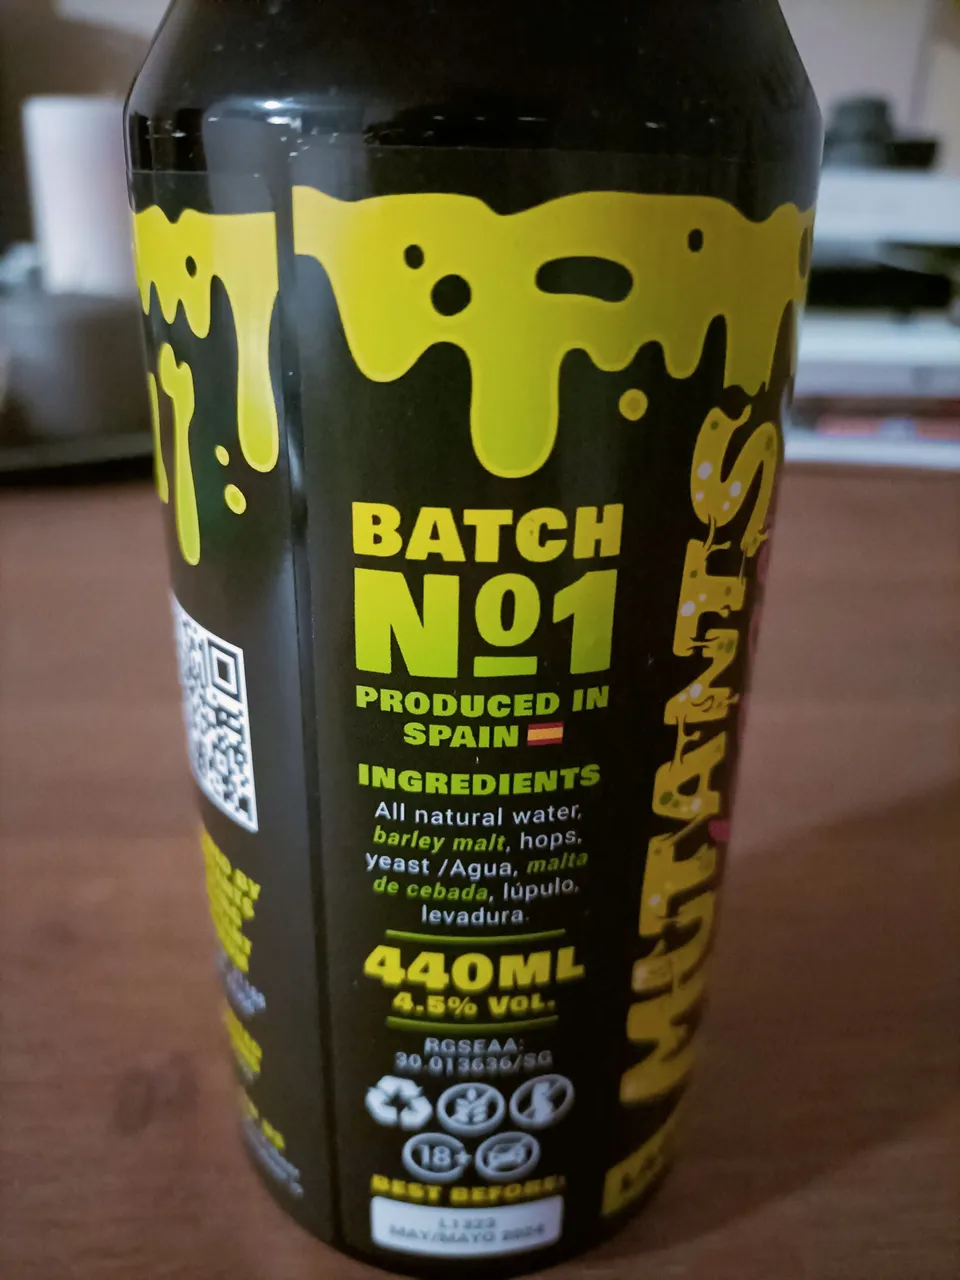 BATCH
Nº1
PRODUCED IN
SPAIN
INGREDIENTS
All natural water,
barley malt, hops,
yeast /Agua, malta
de cebada, lúpulo,
levadura.
440ML
4.5% VOL.
RGSEAA:
30.013636/SG
18+
BEST BEFORE:
L1323
MAY/MAYO 2024
MUTANTS